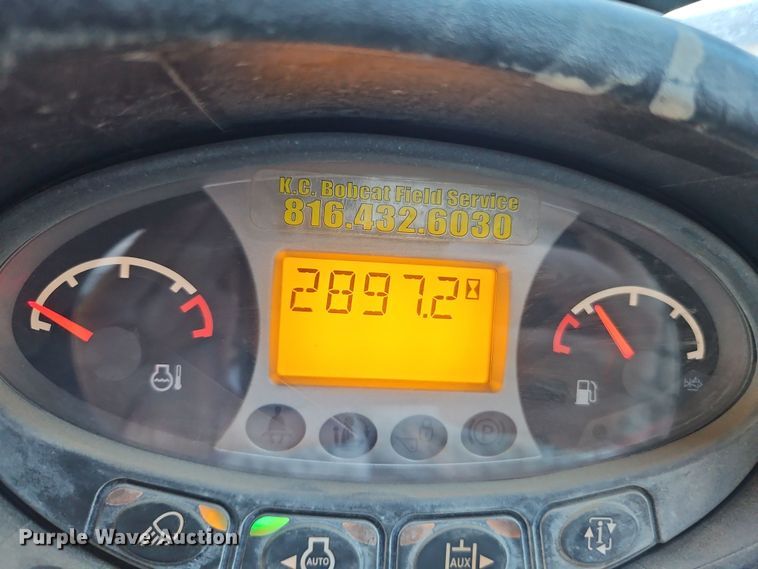 K.C. Bobcat Field Service
816.432.6030
2897.2
P
AUTO
AUX
i
Purple Wave Auction